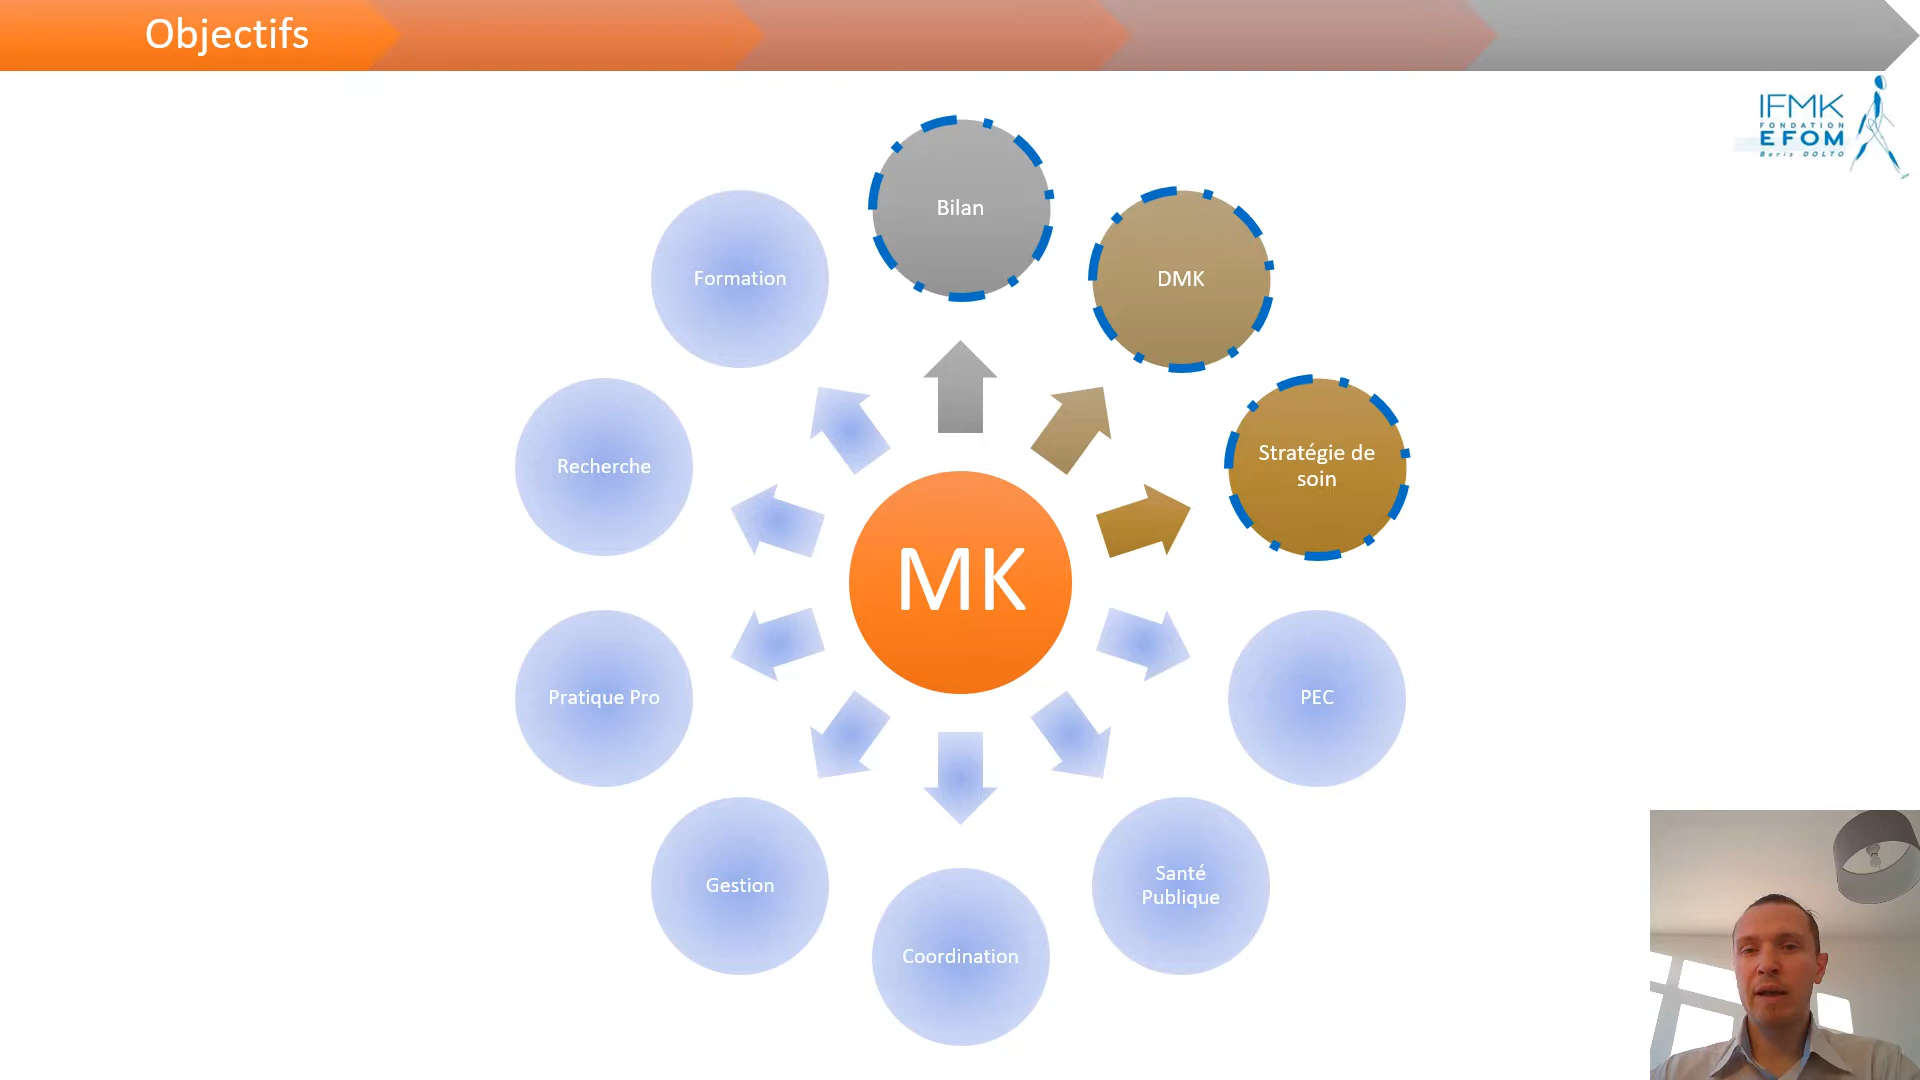 Objectifs
IFMK
FONDATION
EFOM
Boris DOLTO
Bilan
DMK
Formation
Stratégie de
soin
Recherche
MK
Pratique Pro
PEC
Santé
Publique
Gestion
Coordination